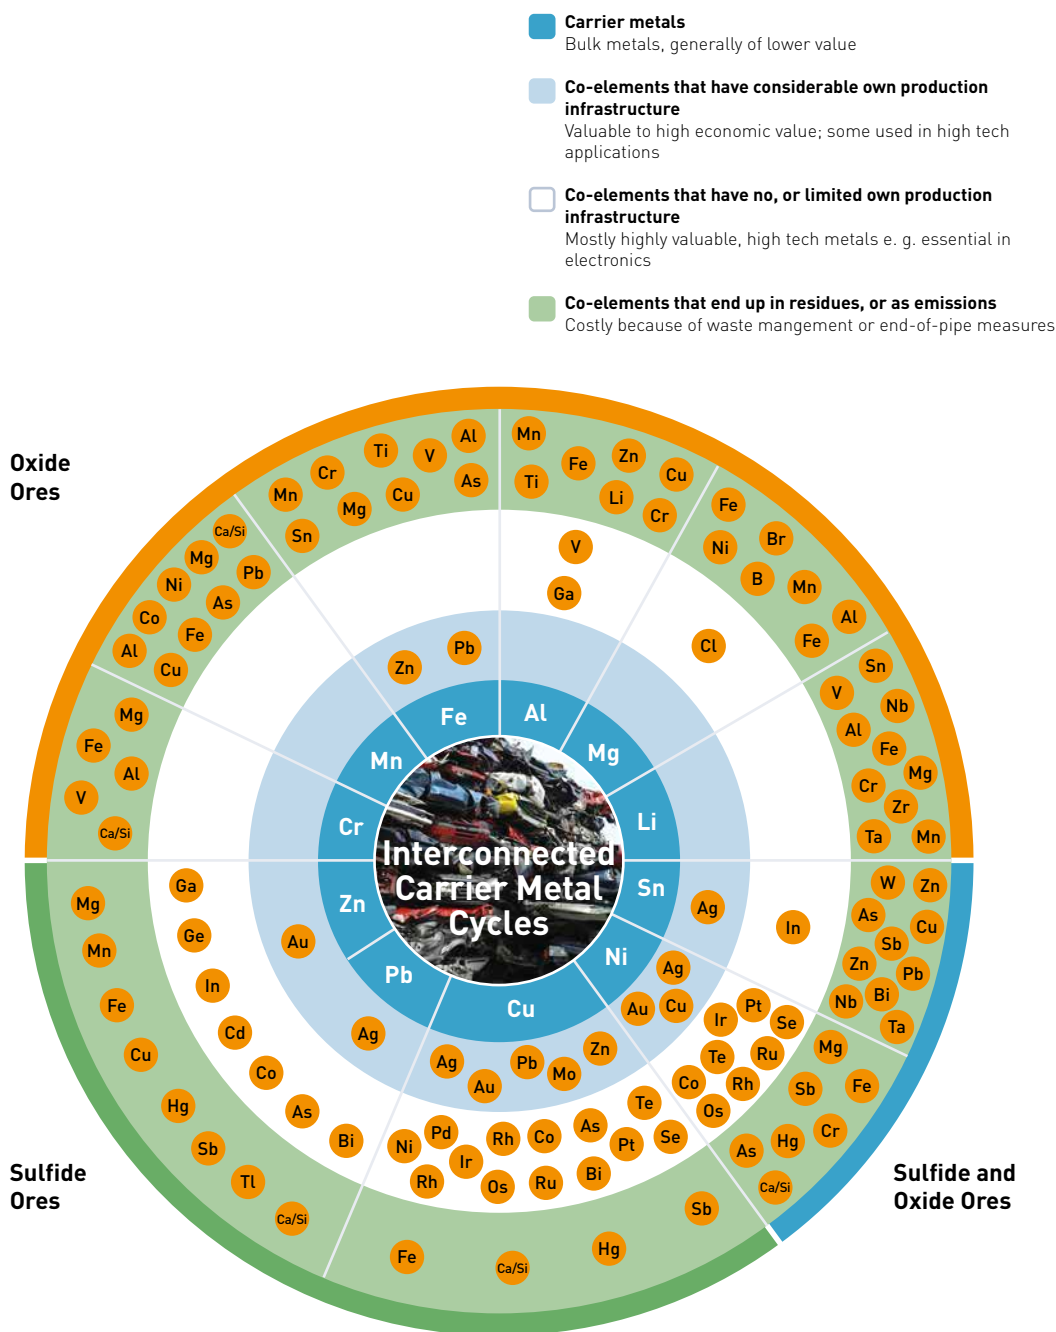 Carrier metals
Bulk metals, generally of lower value
Co-elements that have considerable own production
infrastructure
Valuable to high economic value; some used in high tech
applications
Co-elements that have no, or limited own production
infrastructure
Mostly highly valuable, high tech metals e. g. essential in
electronics
Co-elements that end up in residues, or as emissions
Costly because of waste mangement or end-of-pipe measures
Oxide
Ores
Mn
Ti
Fe
Zn
Li
Cu
Cr
V
Ga
Al
Fe
Ni
Br
B
Mn
Al
Fe
Cl
Mg
Sn
V
Nb
Al
Fe
Mg
Cr
Zr
Ta
Mn
Li
W
Zn
As
Cu
Sb
Zn
Pb
Bi
Nb
Ta
In
Ag
Sn
Mg
Fe
Sb
Cr
Hg
As
Ca/Si
Pt
Se
Ir
Ru
Te
Rh
Co
Os
Ag
Cu
Au
Ni
Sb
Hg
Ca/Si
Fe
Te
Se
As
Pt
Co
Bi
Rh
Ru
Pd
Ir
Os
Ni
Rh
Zn
Mo
Pb
Au
Ag
Cu
Ag
Pb
Ga
Ge
In
Cd
Co
As
Bi
Mg
Mn
Fe
Cu
Hg
Sb
Tl
Ca/Si
Au
Zn
Mg
Fe
Al
V
Ca/Si
Cr
Ca/Si
Mg
Pb
Ni
As
Co
Fe
Al
Cu
Mn
Al
V
Ti
As
Cr
Cu
Mn
Mg
Sn
Pb
Zn
Fe
Interconnected
Carrier Metal
Cycles
Sulfide
Ores
Sulfide and
Oxide Ores